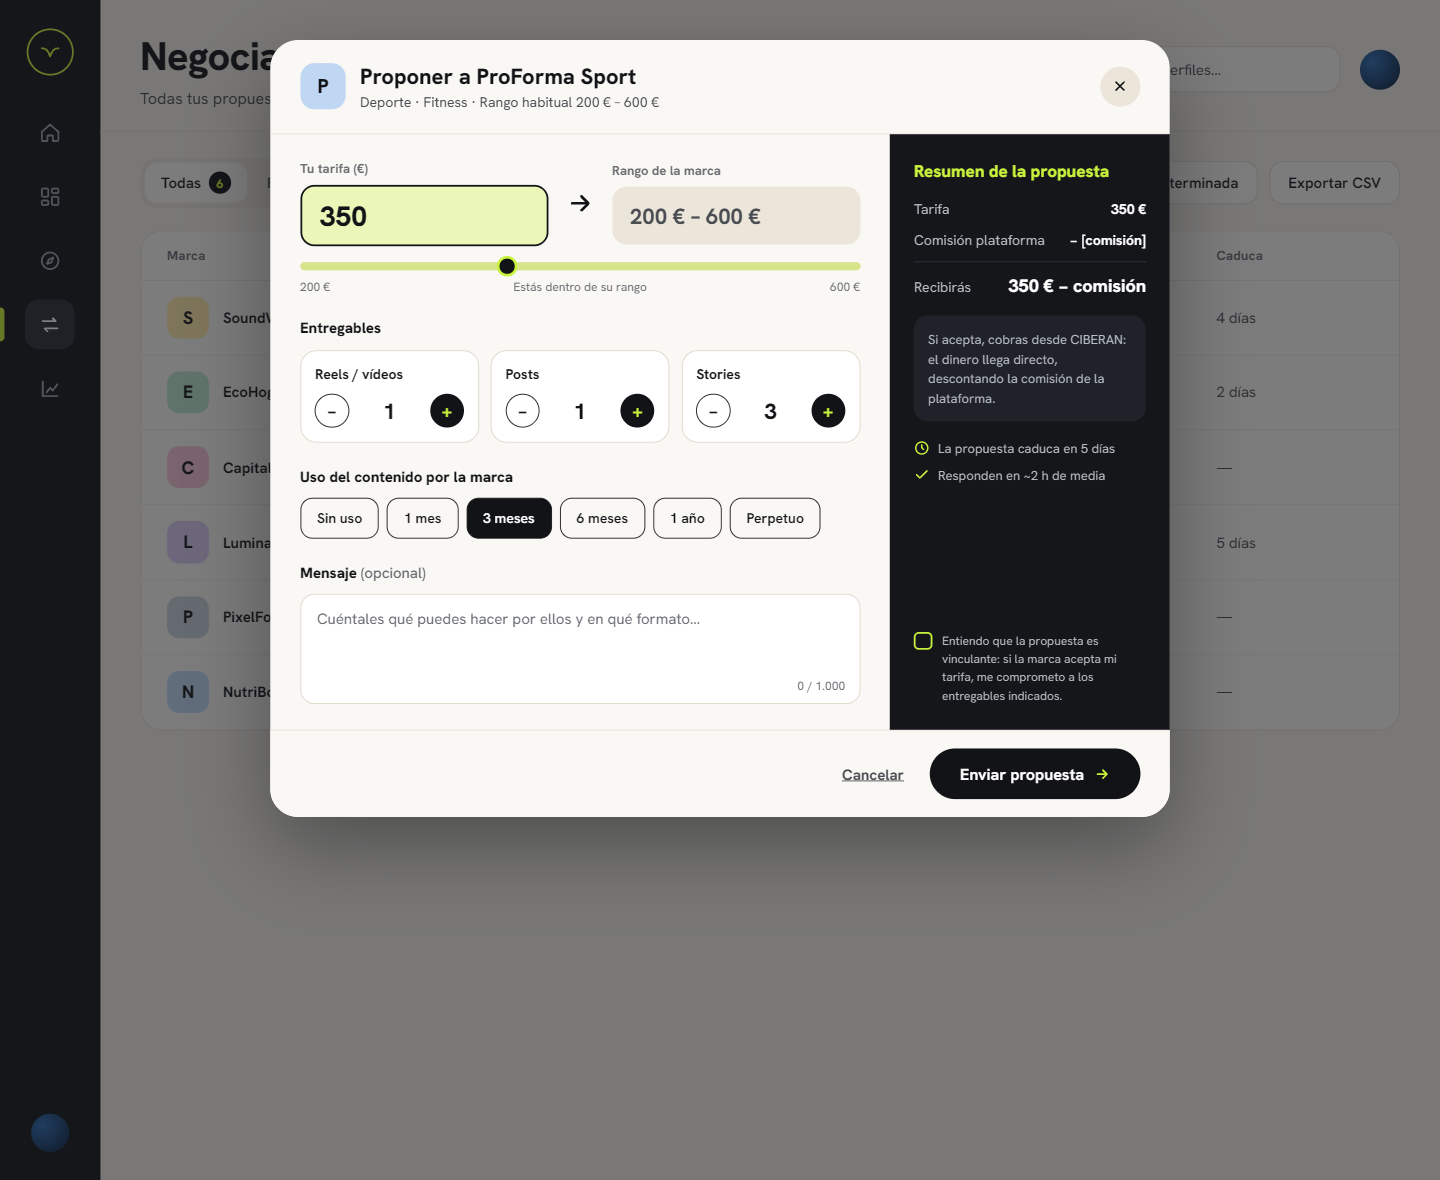 Negocia
Todas tus propues
erfiles...
P
Proponer a ProForma Sport
Deporte · Fitness · Rango habitual 200 € – 600 €
Todas 6
terminada
Exportar CSV
Marca
Caduca
S
SoundV
4 días
E
EcoHog
2 días
C
Capital
—
L
Lumina
5 días
P
PixelFo
—
N
NutriBo
—
Tu tarifa (€)
350
Rango de la marca
200 € – 600 €
200 €
Estás dentro de su rango
600 €
Entregables
Reels / vídeos
– 1 +
Posts
– 1 +
Stories
– 3 +
Uso del contenido por la marca
Sin uso
1 mes
3 meses
6 meses
1 año
Perpetuo
Mensaje (opcional)
Cuéntales qué puedes hacer por ellos y en qué formato...
0 / 1.000
Resumen de la propuesta
Tarifa 350 €
Comisión plataforma – [comisión]
Recibirás 350 € – comisión
Si acepta, cobras desde CIBERAN:
el dinero llega directo,
descontando la comisión de la
plataforma.
La propuesta caduca en 5 días
Responden en ~2 h de media
Entiendo que la propuesta es
vinculante: si la marca acepta mi
tarifa, me comprometo a los
entregables indicados.
Cancelar
Enviar propuesta →